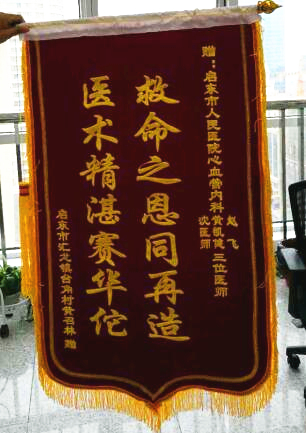 赠：启东市人民医院心血管内科
赵飞
黄凯健
沈医师
三位医师
救命之恩同再造
医术精湛赛华佗
启东市汇龙镇台角村黄召林 赠